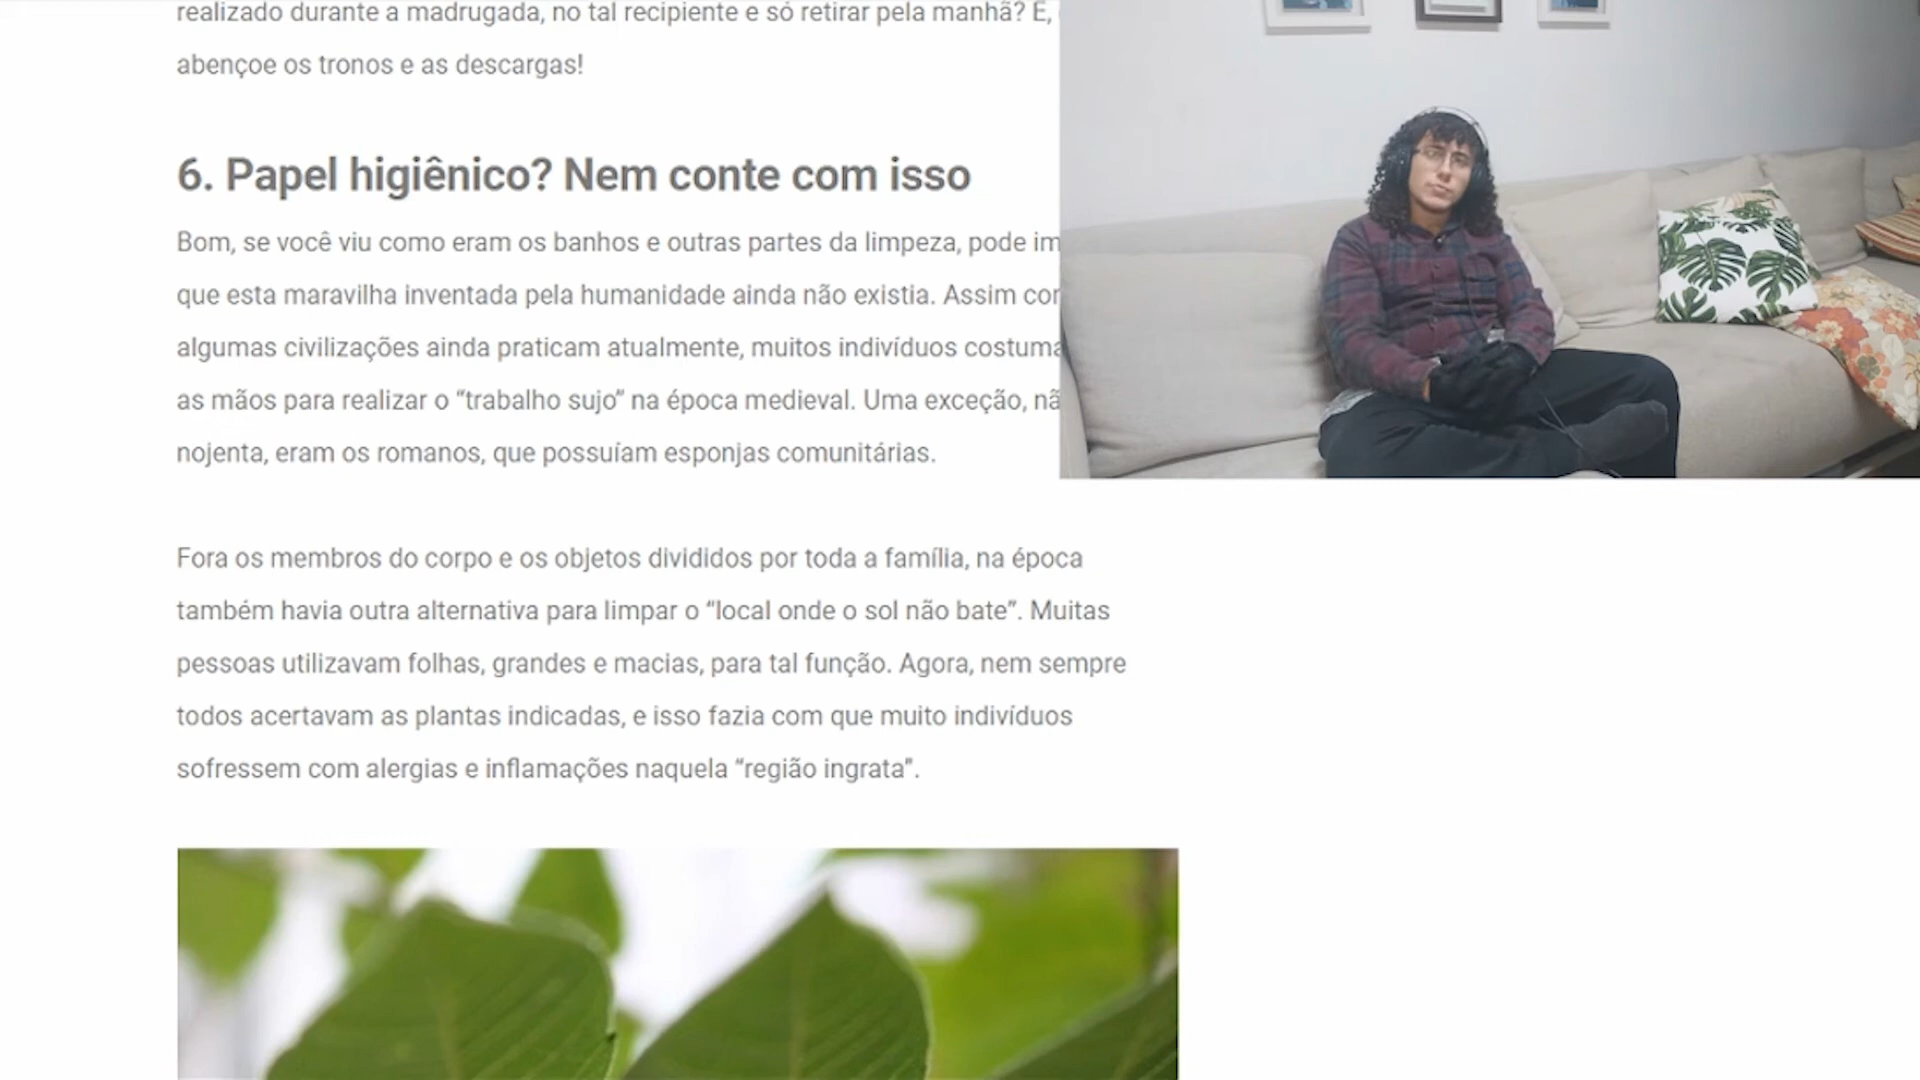 realizado durante a madrugada, no tal recipiente e só retirar pela manhã? E,
abençoe os tronos e as descargas!
6. Papel higiênico? Nem conte com isso
Bom, se você viu como eram os banhos e outras partes da limpeza, pode im
que esta maravilha inventada pela humanidade ainda não existia. Assim cor
algumas civilizações ainda praticam atualmente, muitos indivíduos costuma
as mãos para realizar o “trabalho sujo” na época medieval. Uma exceção, nã
nojenta, eram os romanos, que possuíam esponjas comunitárias.
Fora os membros do corpo e os objetos divididos por toda a família, na época
também havia outra alternativa para limpar o “local onde o sol não bate”. Muitas
pessoas utilizavam folhas, grandes e macias, para tal função. Agora, nem sempre
todos acertavam as plantas indicadas, e isso fazia com que muito indivíduos
sofressem com alergias e inflamações naquela “região ingrata”.